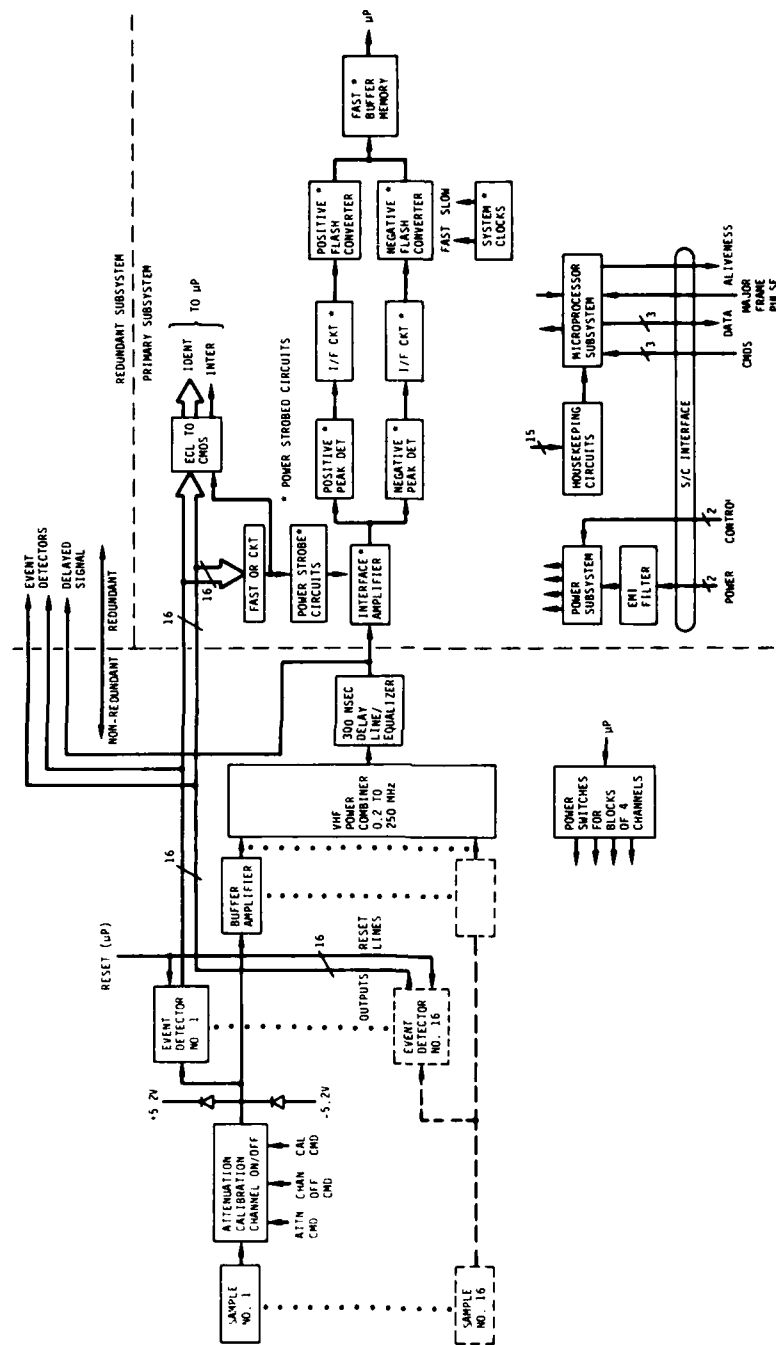 SAMPLE
NO. 1
SAMPLE
NO. 16
ATTENUATION
CALIBRATION
CHANNEL ON/OFF
ATTN
CMD
CHAN
OFF
CMD
CAL
CMD
+5.2V
-5.2V
EVENT
DETECTOR
NO 1
EVENT
DETECTOR
NO. 16
RESET (µP)
OUTPUTS
RESET
LINES
16
16
BUFFER
AMPLIFIER
VHF
POWER
COMBINER
0.2 TO
250 MHz
300 NSEC
DELAY
LINE/
EQUALIZER
POWER
SWITCHES
FOR
BLOCKS
OF 4
CHANNELS
µP
EVENT
DETECTORS
DELAYED
SIGNAL
NON-REDUNDANT
REDUNDANT
REDUNDANT SUBSYSTEM
PRIMARY SUBSYSTEM
16
16
FAST OR CKT
POWER STROBE*
CIRCUITS
INTERFACE*
AMPLIFIER
ECL TO
CMOS
IDENT
INTER
TO µP
* POWER STROBED CIRCUITS
POSITIVE *
PEAK DET
NEGATIVE *
PEAK DET
I/F CKT *
I/F CKT *
POSITIVE *
FLASH
CONVERTER
NEGATIVE *
FLASH
CONVERTER
FAST SLOW
SYSTEM *
CLOCKS
FAST *
BUFFER
MEMORY
µP
POWER
SUBSYSTEM
EMI
FILTER
15
HOUSEKEEPING
CIRCUITS
MICROPROCESSOR
SUBSYSTEM
S/C INTERFACE
2
POWER
2
CONTROL
3
CMOS
3
DATA
MAJOR
FRAME
PULSE
ALIVENESS